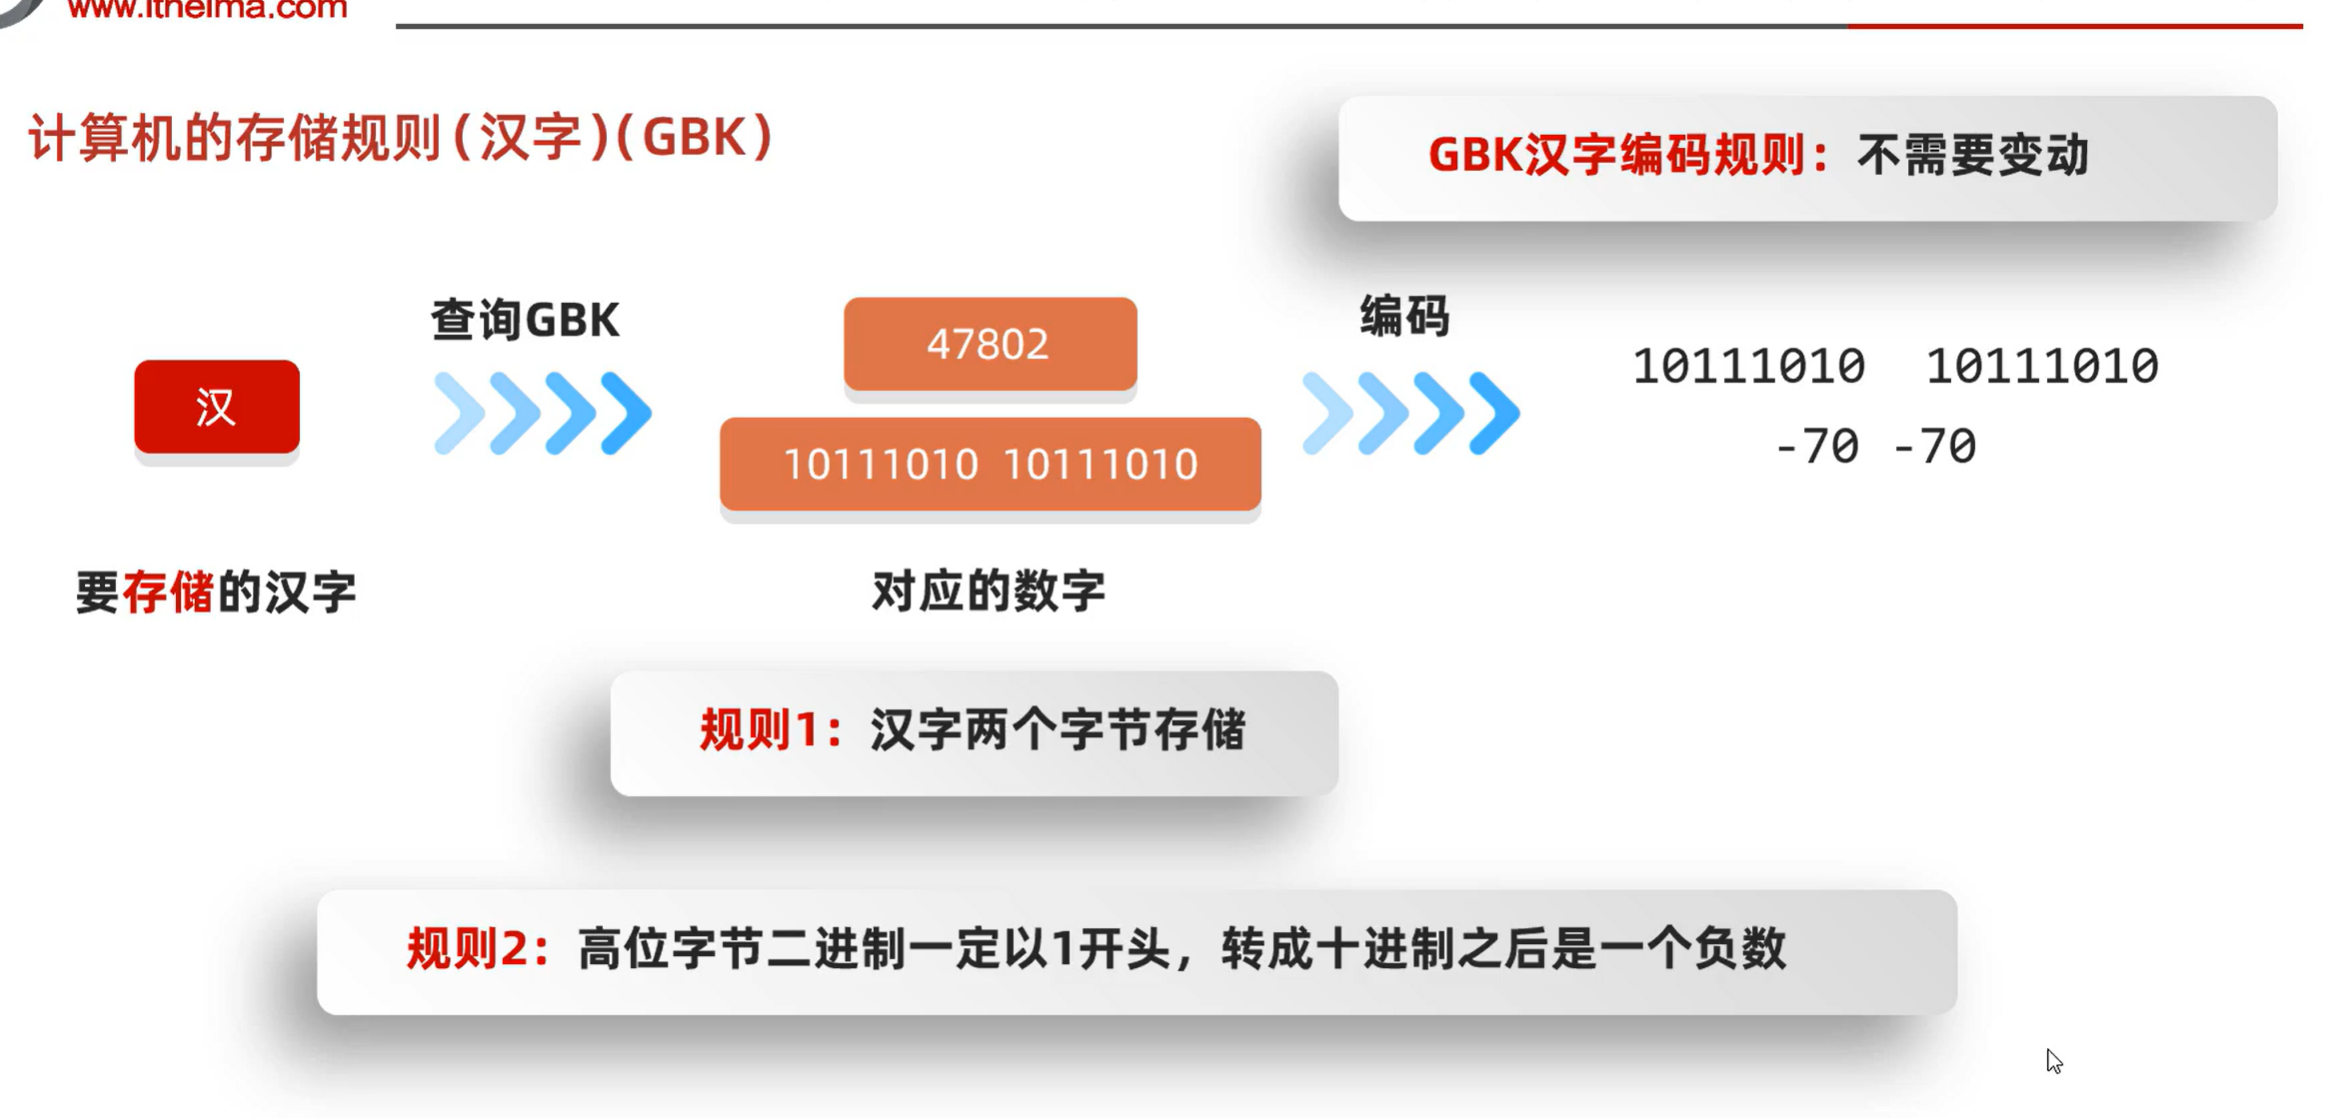 www.itheima.com
计算机的存储规则(汉字)(GBK)
GBK汉字编码规则：不需要变动
查询GBK
编码
汉
47802
10111010 10111010
10111010 10111010
-70 -70
要存储的汉字
对应的数字
规则1：汉字两个字节存储
规则2：高位字节二进制一定以1开头，转成十进制之后是一个负数